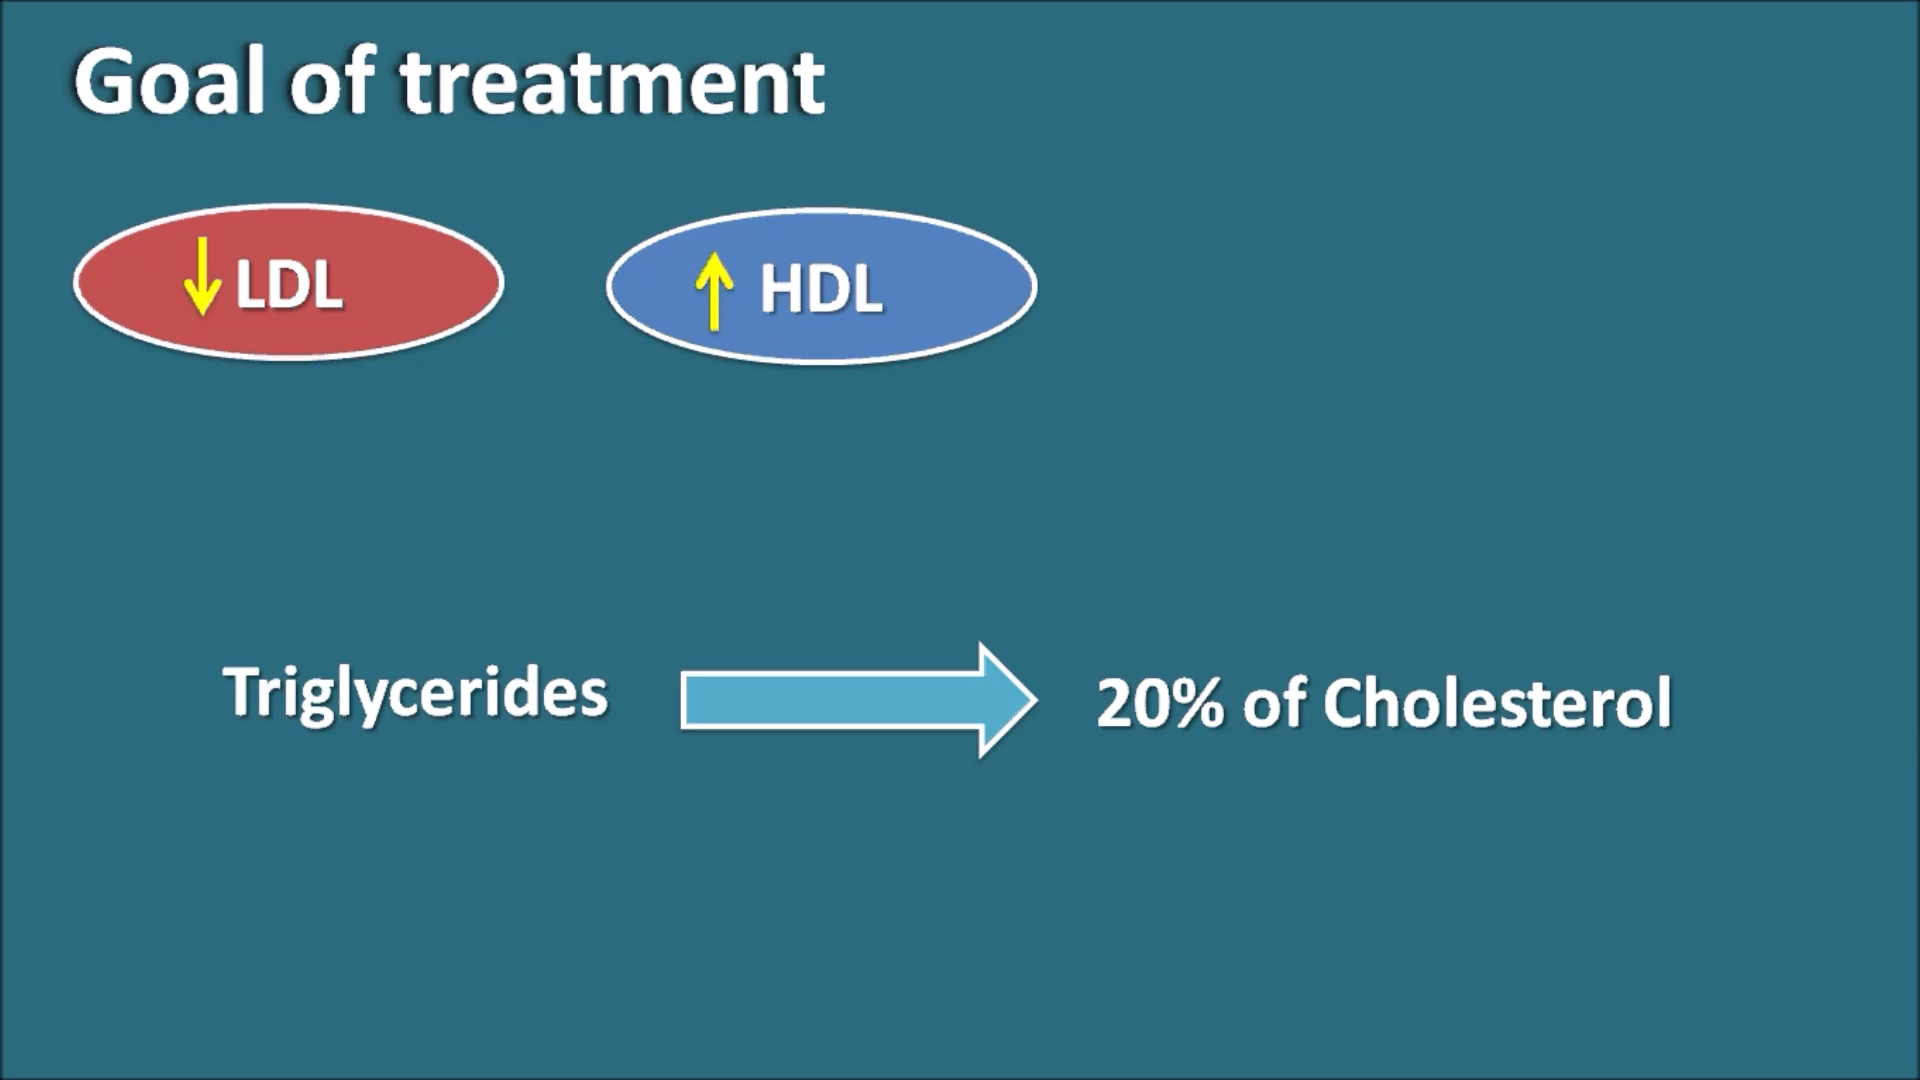 Goal of treatment
LDL
HDL
Triglycerides
20% of Cholesterol